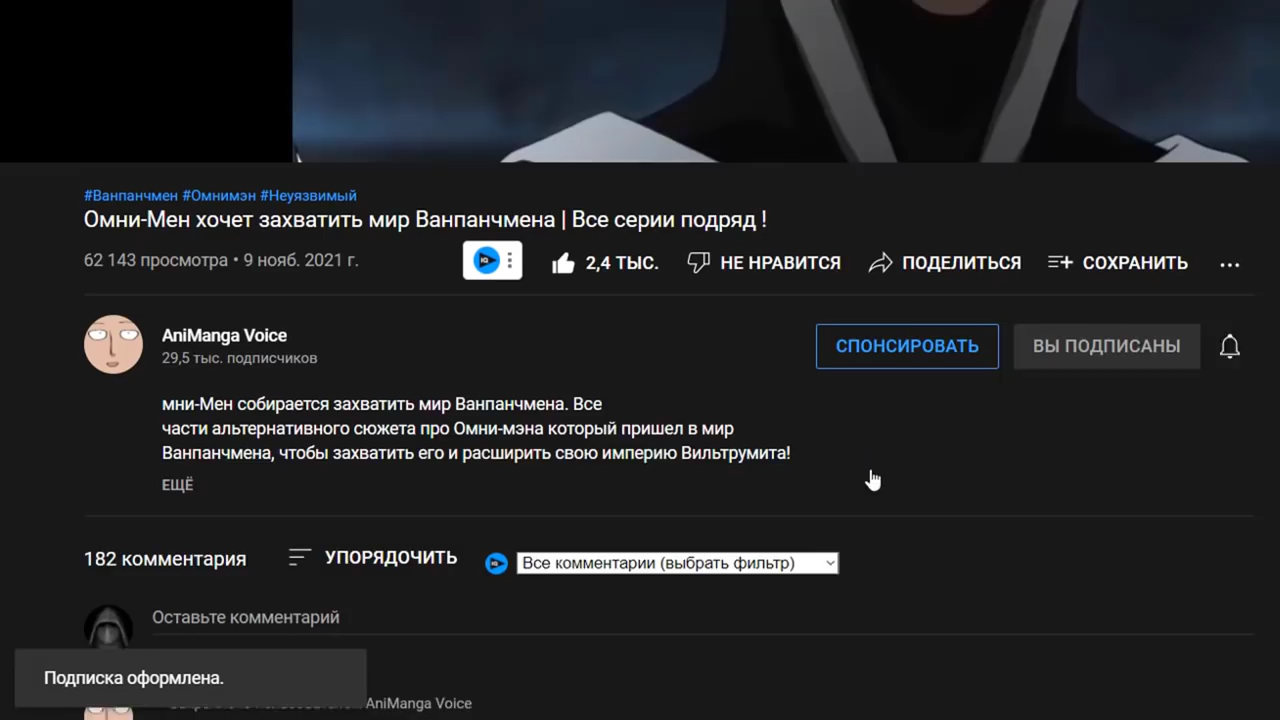 #Ванпанчмен #Омнимэн #Неуязвимый
Омни-Мен хочет захватить мир Ванпанчмена | Все серии подряд !
62 143 просмотра • 9 нояб. 2021 г.
IQ
2,4 ТЫС.
НЕ НРАВИТСЯ
ПОДЕЛИТЬСЯ
СОХРАНИТЬ
AniManga Voice
29,5 тыс. подписчиков
СПОНСИРОВАТЬ
ВЫ ПОДПИСАНЫ
мни-Мен собирается захватить мир Ванпанчмена. Все
части альтернативного сюжета про Омни-мэна который пришел в мир
Ванпанчмена, чтобы захватить его и расширить свою империю Вильтрумита!
ЕЩЁ
182 комментария
УПОРЯДОЧИТЬ
IQ
Все комментарии (выбрать фильтр)
Оставьте комментарий
Подписка оформлена.
AniManga Voice